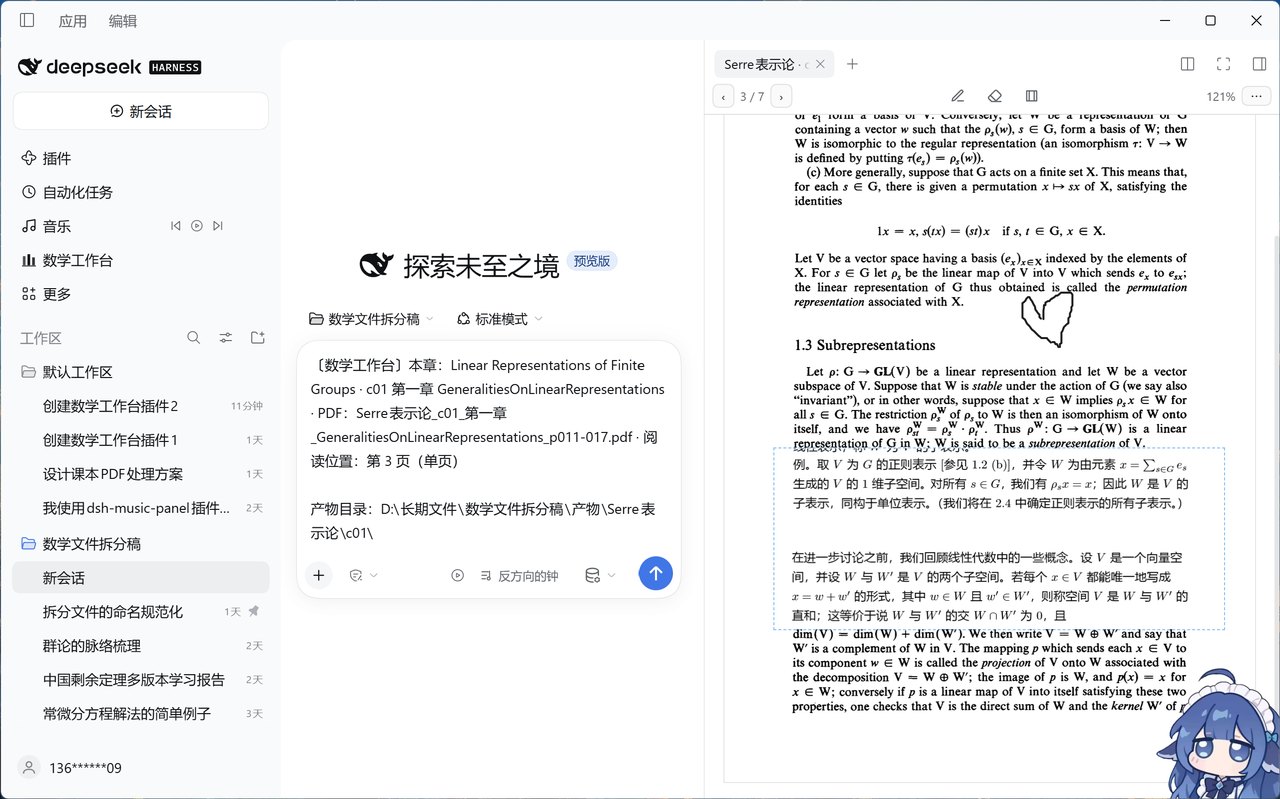 应用 编辑
deepseek HARNESS
新会话
插件
自动化任务
音乐
数学工作台
更多
工作区
默认工作区
创建数学工作台插件2 11分钟
创建数学工作台插件1 1天
设计课本PDF处理方案 1天
我使用dsh-music-panel插件... 2天
数学文件拆分稿
新会话
拆分文件的命名规范化 1天
群论的脉络梳理 2天
中国剩余定理多版本学习报告 2天
常微分方程解法的简单例子 3天
136******09
探索未至之境 预览版
数学文件拆分稿 标准模式
〔数学工作台〕本章：Linear Representations of Finite
Groups · c01 第一章 GeneralitiesOnLinearRepresentations
· PDF：Serre表示论_c01_第一章
_GeneralitiesOnLinearRepresentations_p011-017.pdf · 阅
读位置：第 3 页（单页）
产物目录：D:\长期文件\数学文件拆分稿\产物\Serre表
示论\c01\
反方向的钟
Serre表示论 · c
3 / 7
121%
of e₁ form a basis of V. Conversely, let W be a representation of G
containing a vector w such that the ρₛ(w), s ∈ G, form a basis of W; then
W is isomorphic to the regular representation (an isomorphism τ: V → W
is defined by putting τ(eₛ) = ρₛ(w)).
(c) More generally, suppose that G acts on a finite set X. This means that,
for each s ∈ G, there is given a permutation x ↦ sx of X, satisfying the
identities
1x = x, s(tx) = (st)x if s, t ∈ G, x ∈ X.
Let V be a vector space having a basis (eₓ)ₓ∈X indexed by the elements of
X. For s ∈ G let ρₛ be the linear map of V into V which sends eₓ to eₛₓ;
the linear representation of G thus obtained is called the permutation
representation associated with X.
1.3 Subrepresentations
Let ρ: G → GL(V) be a linear representation and let W be a vector
subspace of V. Suppose that W is stable under the action of G (we say also
“invariant”), or in other words, suppose that x ∈ W implies ρₛx ∈ W for
all s ∈ G. The restriction ρₛᵂ of ρₛ to W is then an isomorphism of W onto
itself, and we have ρₛₜᵂ = ρₛᵂ · ρₜᵂ. Thus ρᵂ: G → GL(W) is a linear
representation of G in W; W is said to be a subrepresentation of V.
例。取 V 为 G 的正则表示 [参见 1.2 (b)]，并令 W 为由元素 x = ∑ₛ∈G eₛ
生成的 V 的 1 维子空间。对所有 s ∈ G，我们有 ρₛx = x；因此 W 是 V 的
子表示，同构于单位表示。（我们将在 2.4 中确定正则表示的所有子表示。）
在进一步讨论之前，我们回顾线性代数中的一些概念。设 V 是一个向量空
间，并设 W 与 W′ 是 V 的两个子空间。若每个 x ∈ V 都能唯一地写成
x = w + w′ 的形式，其中 w ∈ W 且 w′ ∈ W′，则称空间 V 是 W 与 W′ 的
直和；这等价于说 W 与 W′ 的交 W ∩ W′ 为 0，且
dim(V) = dim(W) + dim(W′). We then write V = W ⊕ W′ and say that
W′ is a complement of W in V. The mapping p which sends each x ∈ V to
its component w ∈ W is called the projection of V onto W associated with
the decomposition V = W ⊕ W′; the image of p is W, and p(x) = x for
x ∈ W; conversely if p is a linear map of V into itself satisfying these two
properties, one checks that V is the direct sum of W and the kernel W′ of p